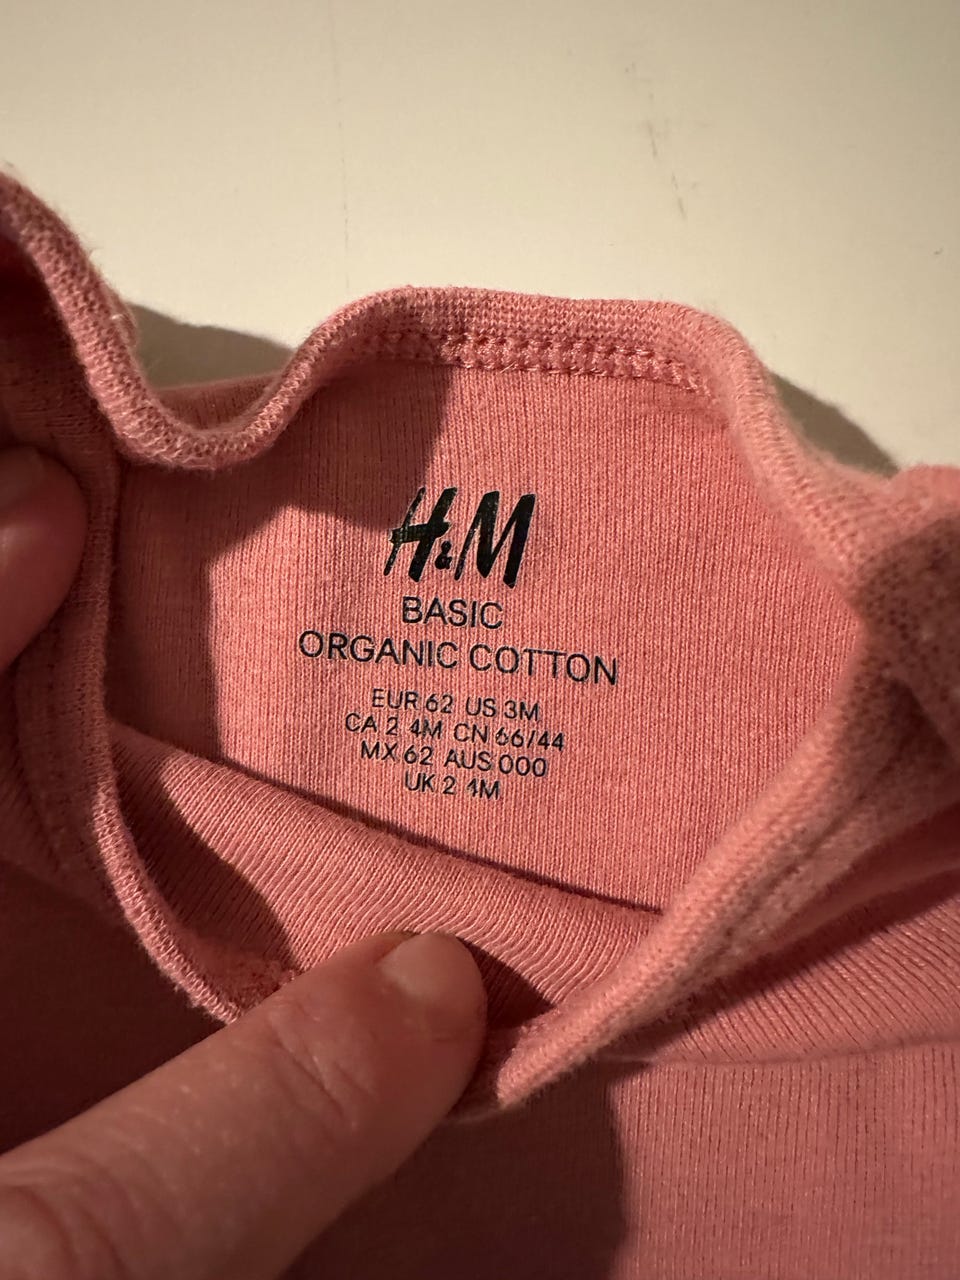 H&M
BASIC
ORGANIC COTTON
EUR 62 US 3M
CA 2 4M CN 66/44
MX 62 AUS 000
UK 2 4M